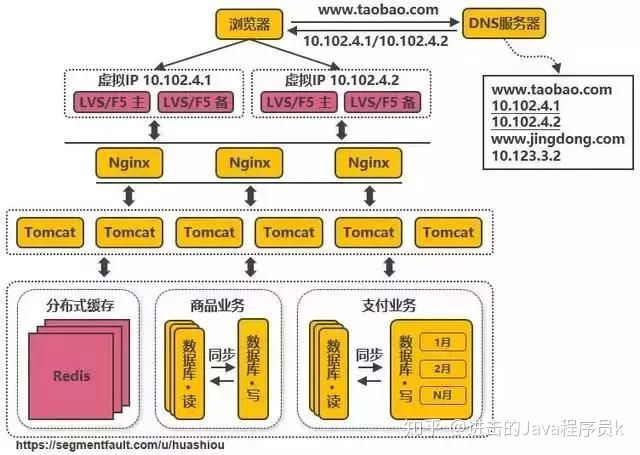 www.taobao.com
浏览器
DNS服务器
10.102.4.1/10.102.4.2
虚拟IP 10.102.4.1
虚拟IP 10.102.4.2
LVS/F5 主
LVS/F5 备
LVS/F5 主
LVS/F5 备
www.taobao.com
10.102.4.1
10.102.4.2
www.jingdong.com
10.123.3.2
Nginx
Nginx
Nginx
Tomcat
Tomcat
Tomcat
Tomcat
Tomcat
Tomcat
分布式缓存
Redis
商品业务
数据库·读
同步
数据库·写
支付业务
数据库·读
同步
数据库·写
1月
2月
N月
知乎 @进击的Java程序员k
https://segmentfault.com/u/huashiou